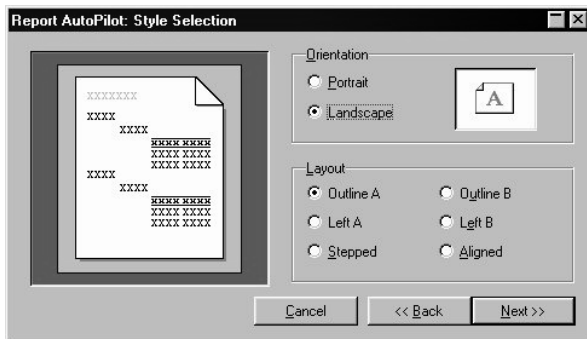 Report AutoPilot: Style Selection
XXXXXXX
XXXX
XXXX
XXXX XXXX
XXXX XXXX
XXXX XXXX
XXXX
XXXX
XXXX XXXX
XXXX XXXX
XXXX XXXX
Orientation
Portrait
Landscape
A
Layout
Outline A
Outline B
Left A
Left B
Stepped
Aligned
Cancel
<< Back
Next >>